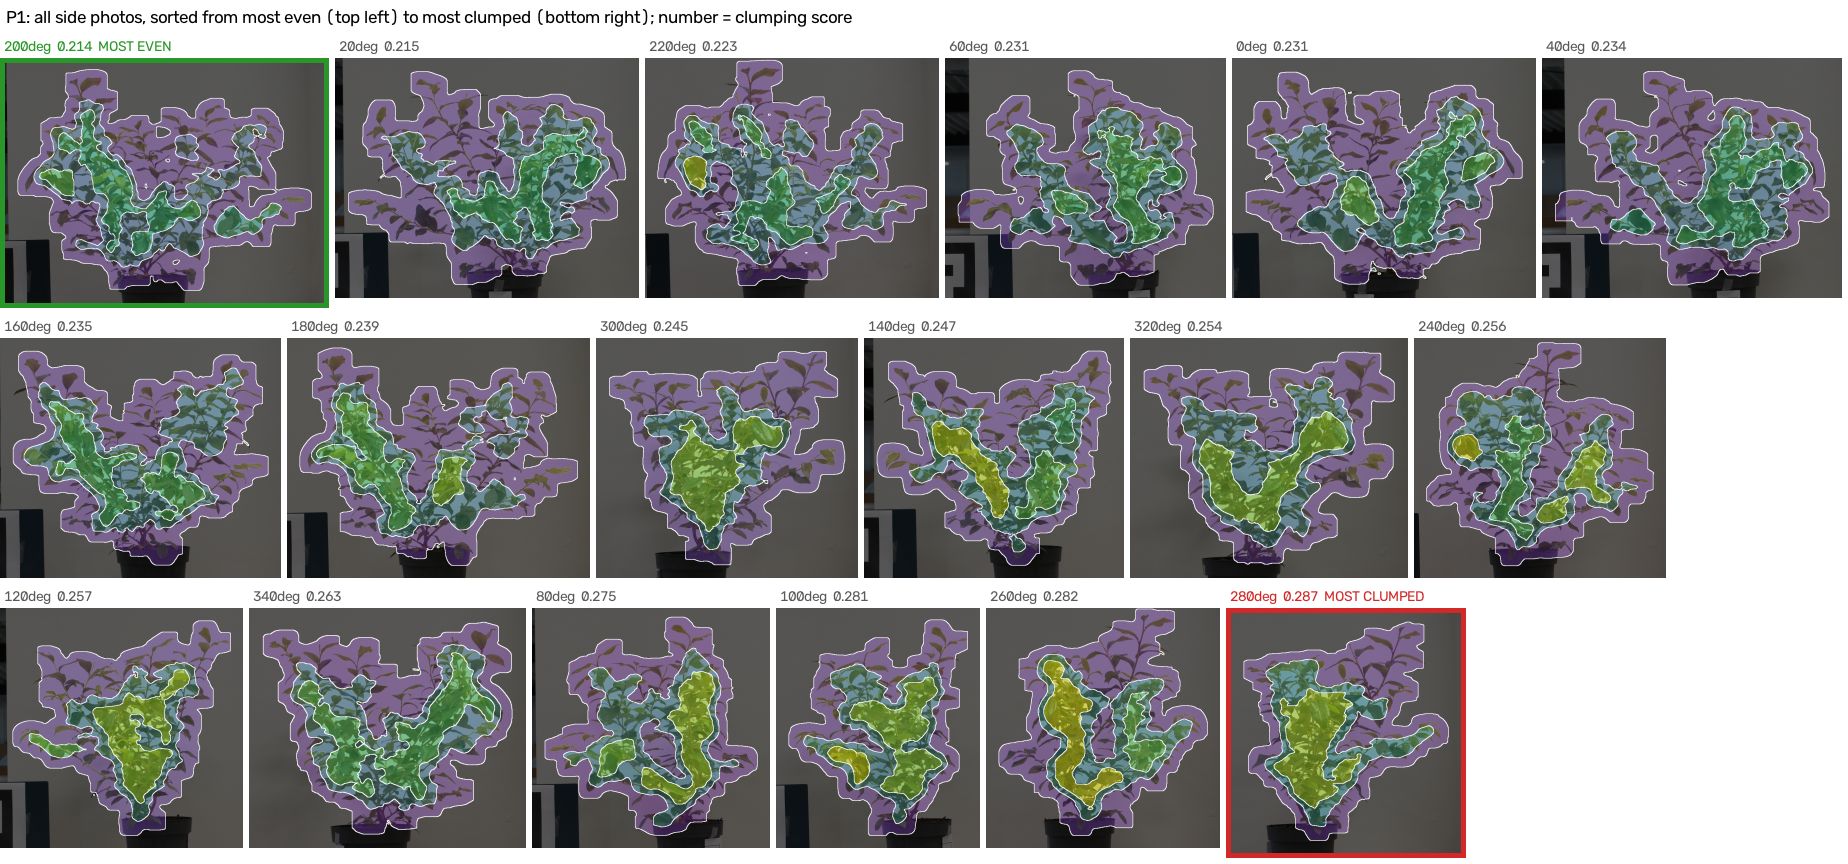 P1: all side photos, sorted from most even (top left) to most clumped (bottom right); number = clumping score
200deg 0.214 MOST EVEN
20deg 0.215
220deg 0.223
60deg 0.231
0deg 0.231
40deg 0.234
160deg 0.235
180deg 0.239
300deg 0.245
140deg 0.247
320deg 0.254
240deg 0.256
120deg 0.257
340deg 0.263
80deg 0.275
100deg 0.281
260deg 0.282
280deg 0.287 MOST CLUMPED